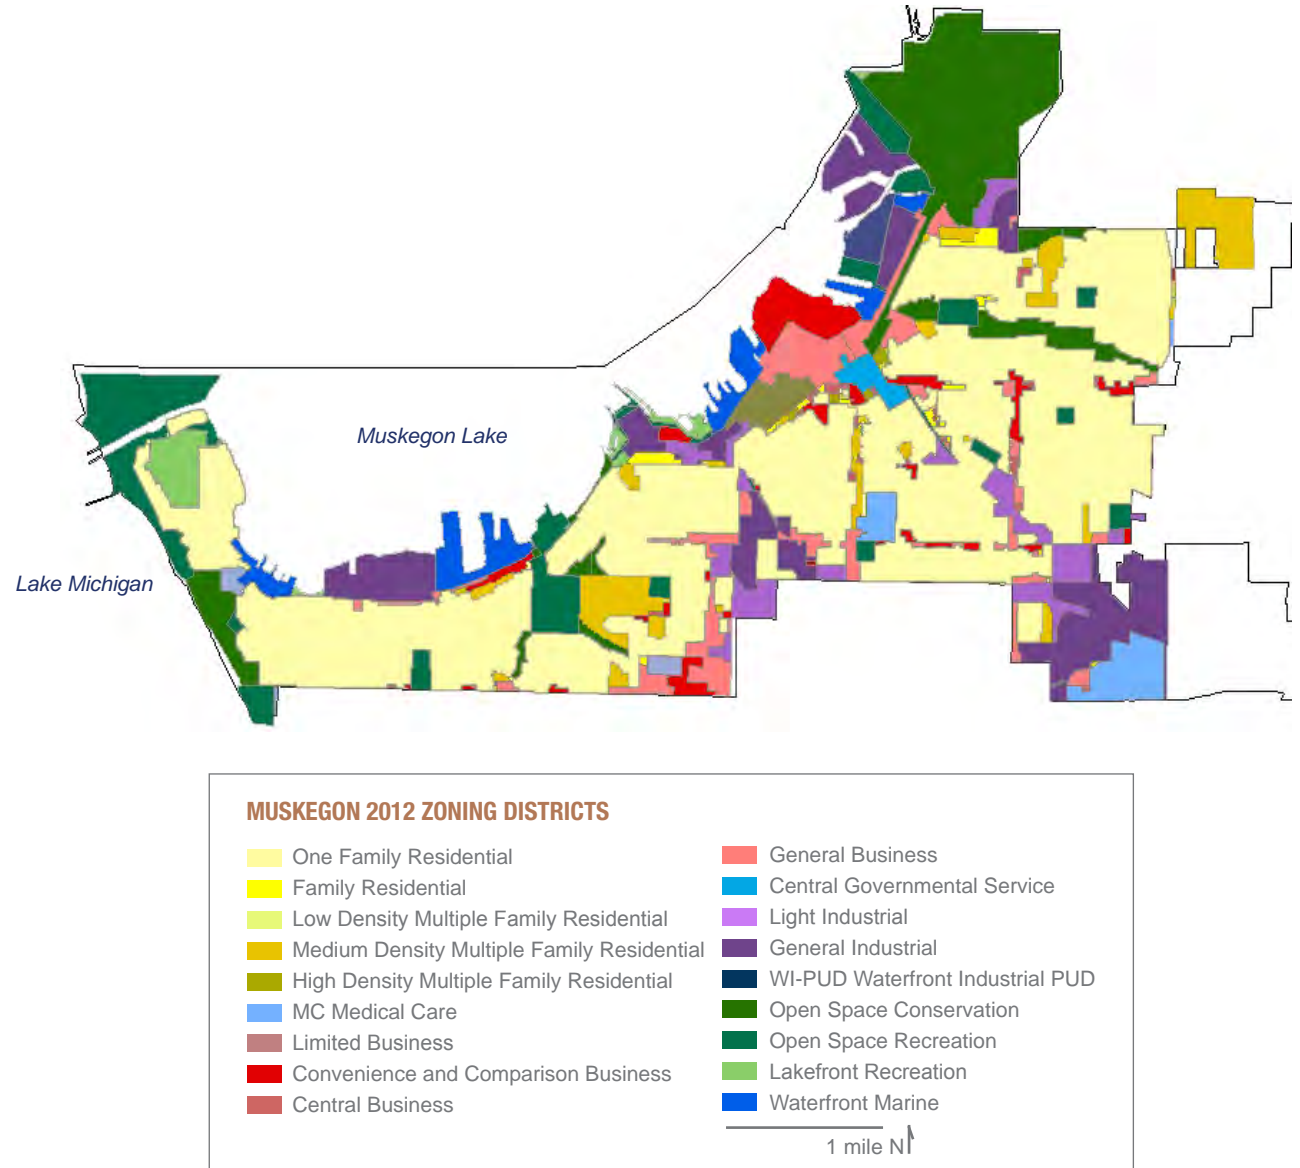 Muskegon Lake
Lake Michigan
MUSKEGON 2012 ZONING DISTRICTS
One Family Residential
Family Residential
Low Density Multiple Family Residential
Medium Density Multiple Family Residential
High Density Multiple Family Residential
MC Medical Care
Limited Business
Convenience and Comparison Business
Central Business
General Business
Central Governmental Service
Light Industrial
General Industrial
WI-PUD Waterfront Industrial PUD
Open Space Conservation
Open Space Recreation
Lakefront Recreation
Waterfront Marine
1 mile N